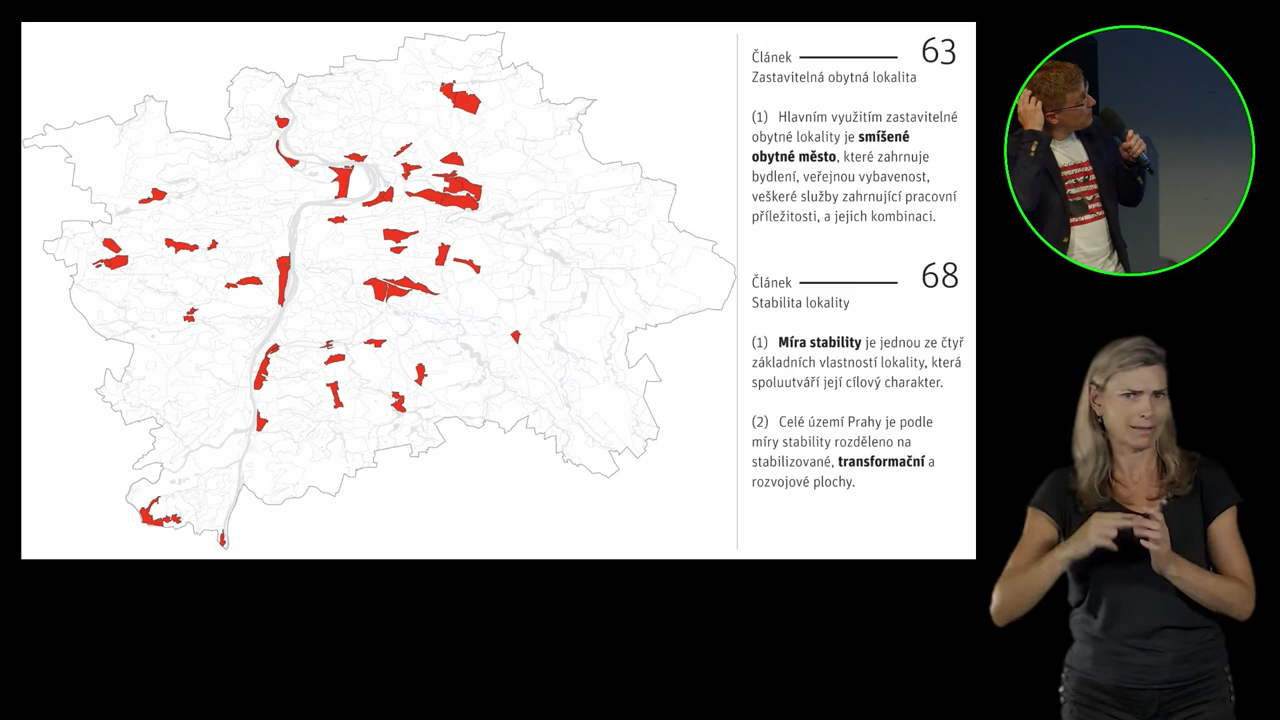 Článek 63
Zastavitelná obytná lokalita
(1) Hlavním využitím zastavitelné
obytné lokality je smíšené
obytné město, které zahrnuje
bydlení, veřejnou vybavenost,
veškeré služby zahrnující pracovní
příležitosti, a jejich kombinaci.
Článek 68
Stabilita lokality
(1) Míra stability je jednou ze čtyř
základních vlastností lokality, která
spoluutváří její cílový charakter.
(2) Celé území Prahy je podle
míry stability rozděleno na
stabilizované, transformační a
rozvojové plochy.